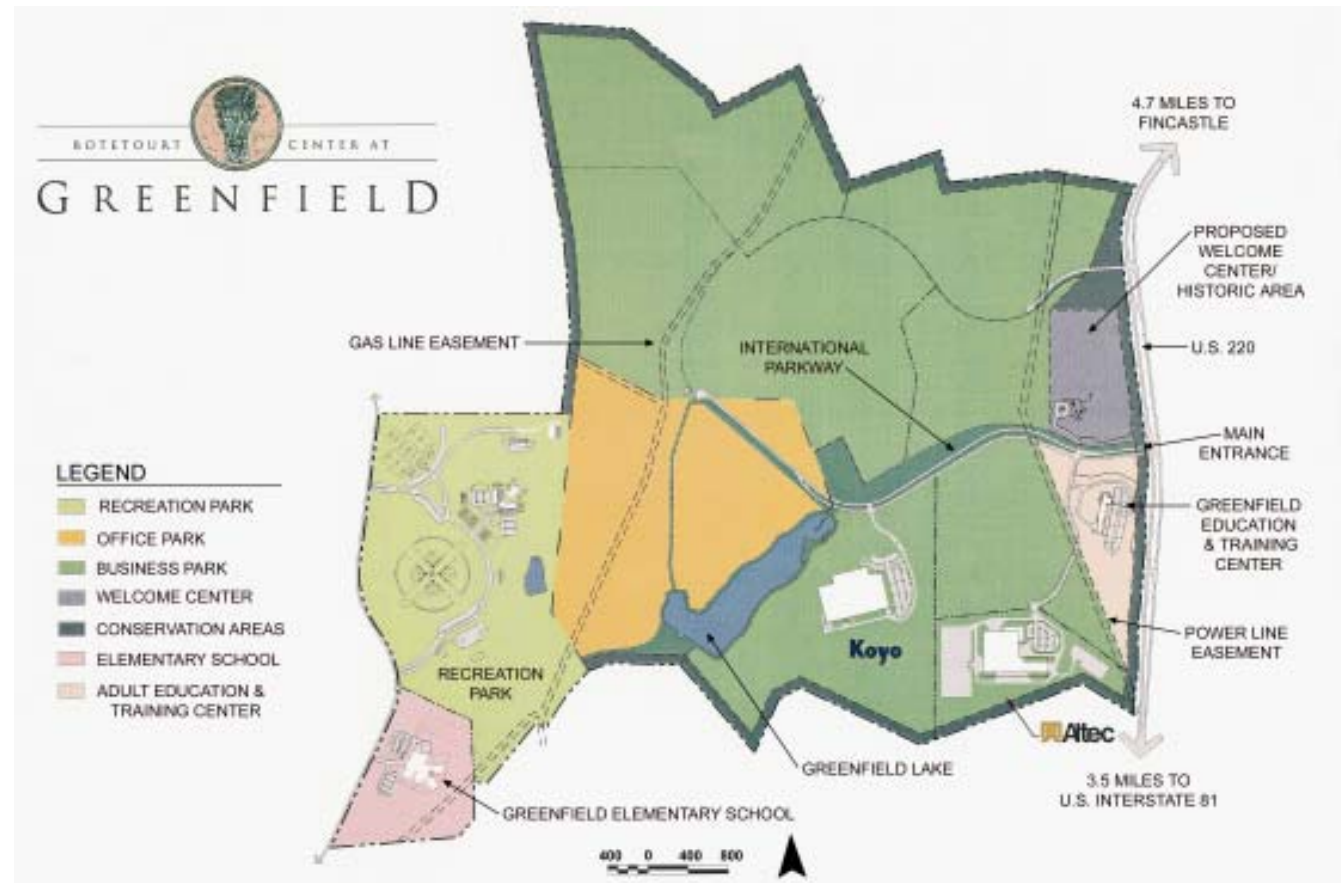 BOTETOURT CENTER AT
GREENFIELD
4.7 MILES TO
FINCASTLE
PROPOSED
WELCOME
CENTER/
HISTORIC AREA
GAS LINE EASEMENT
INTERNATIONAL
PARKWAY
U.S. 220
MAIN
ENTRANCE
LEGEND
RECREATION PARK
OFFICE PARK
BUSINESS PARK
WELCOME CENTER
CONSERVATION AREAS
ELEMENTARY SCHOOL
ADULT EDUCATION &
TRAINING CENTER
GREENFIELD
EDUCATION
& TRAINING
CENTER
POWER LINE
EASEMENT
Koyo
RECREATION
PARK
Altec
GREENFIELD LAKE
3.5 MILES TO
U.S. INTERSTATE 81
GREENFIELD ELEMENTARY SCHOOL
400 0 400 800
P